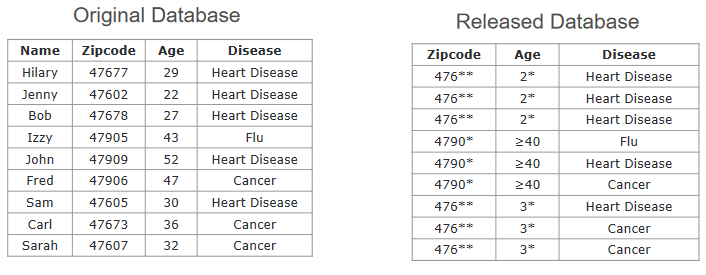 Original Database
Name Zipcode Age Disease
Hilary 47677 29 Heart Disease
Jenny 47602 22 Heart Disease
Bob 47678 27 Heart Disease
Izzy 47905 43 Flu
John 47909 52 Heart Disease
Fred 47906 47 Cancer
Sam 47605 30 Heart Disease
Carl 47673 36 Cancer
Sarah 47607 32 Cancer
Released Database
Zipcode Age Disease
476** 2* Heart Disease
476** 2* Heart Disease
476** 2* Heart Disease
4790* ≥40 Flu
4790* ≥40 Heart Disease
4790* ≥40 Cancer
476** 3* Heart Disease
476** 3* Cancer
476** 3* Cancer